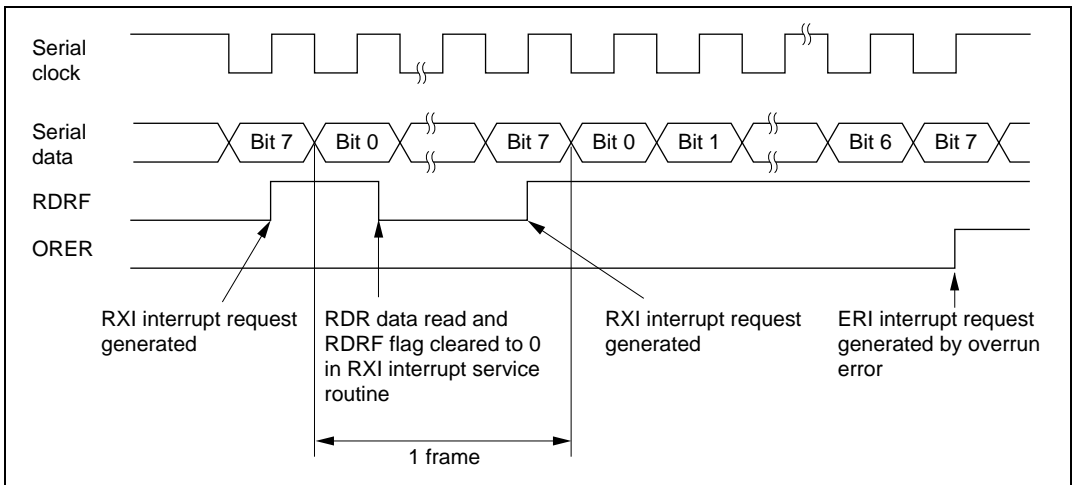 Serial
clock
Serial
data
Bit 7
Bit 0
Bit 7
Bit 0
Bit 1
Bit 6
Bit 7
RDRF
ORER
RXI interrupt request
generated
RDR data read and
RDRF flag cleared to 0
in RXI interrupt service
routine
RXI interrupt request
generated
ERI interrupt request
generated by overrun
error
1 frame